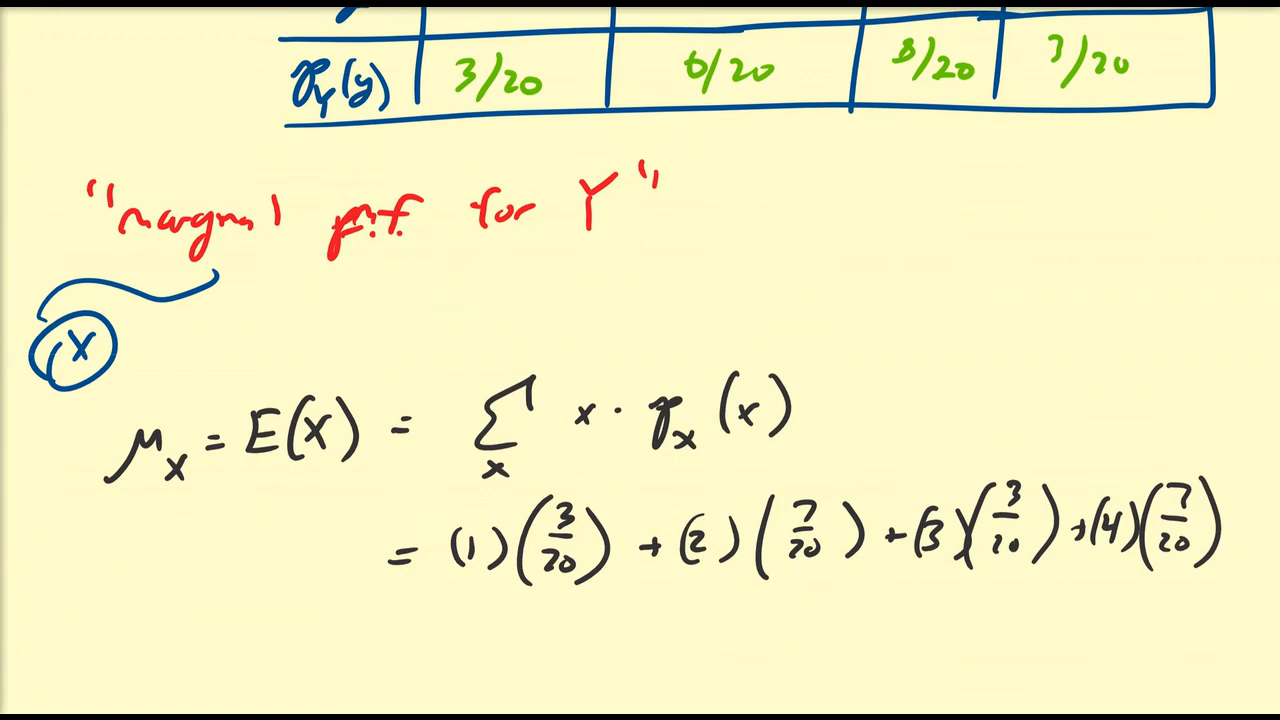 p_Y(y) 3/20 6/20 8/20 3/20
"marginal p.m.f. for Y"
X
μ_X = E(X) = Σ_x x · p_X(x)
= (1)(3/20) + (2)(7/20) + (3)(3/20) + (4)(7/20)